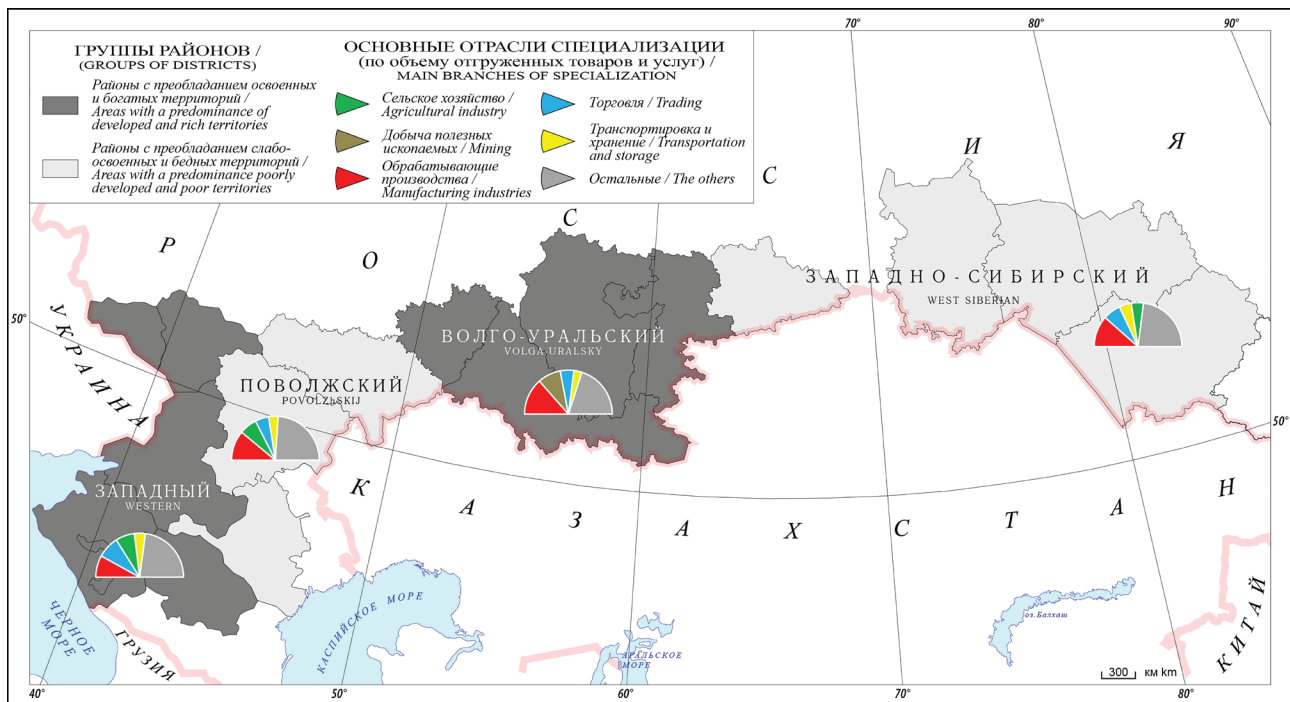 ГРУППЫ РАЙОНОВ /
(GROUPS OF DISTRICTS)
Районы с преобладанием освоенных
и богатых территорий /
Areas with a predominance of
developed and rich territories
Районы с преобладанием слабо-
освоенных и бедных территорий /
Areas with a predominance poorly
developed and poor territories
ОСНОВНЫЕ ОТРАСЛИ СПЕЦИАЛИЗАЦИИ
(по объему отгруженных товаров и услуг) /
MAIN BRANCHES OF SPECIALIZATION
Сельское хозяйство /
Agricultural industry
Добыча полезных
ископаемых / Mining
Обрабатывающие
производства /
Manufacturing industries
Торговля / Trading
Транспортировка и
хранение / Transportation
and storage
Остальные / The others
70°
80°
90°
РОССИЯ
50°
УКРАИНА
ЗАПАДНО-СИБИРСКИЙ
WEST SIBERIAN
ВОЛГО-УРАЛЬСКИЙ
VOLGA-URALSKY
ПОВОЛЖСКИЙ
POVOLZhSKIJ
50°
ЗАПАДНЫЙ
WESTERN
КАЗАХСТАН
ЧЕРНОЕ
МОРЕ
ГРУЗИЯ
КАСПИЙСКОЕ МОРЕ
АРАЛЬСКОЕ
МОРЕ
оз. Балхаш
КИТАЙ
300 км km
40°
50°
60°
70°
80°